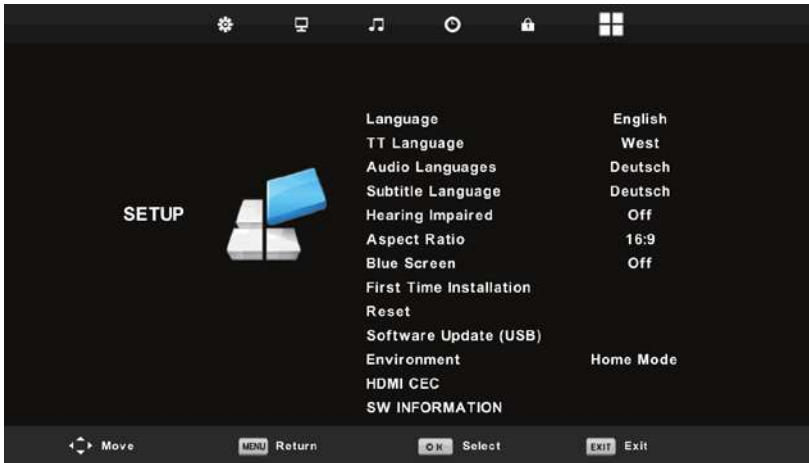 Language English
TT Language West
Audio Languages Deutsch
Subtitle Language Deutsch
SETUP
Hearing Impaired Off
Aspect Ratio 16:9
Blue Screen Off
First Time Installation
Reset
Software Update (USB)
Environment Home Mode
HDMI CEC
SW INFORMATION
Move MENU Return OK Select EXIT Exit